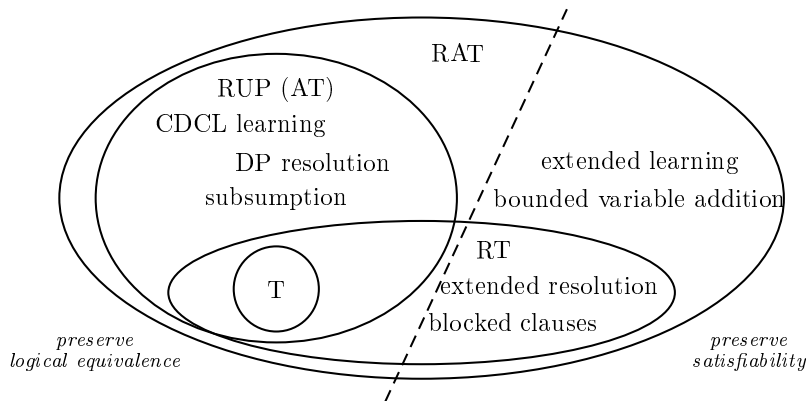 RAT
RUP (AT)
CDCL learning
DP resolution
subsumption
extended learning
bounded variable addition
RT
T
extended resolution
blocked clauses
preserve
logical equivalence
preserve
satisfiability